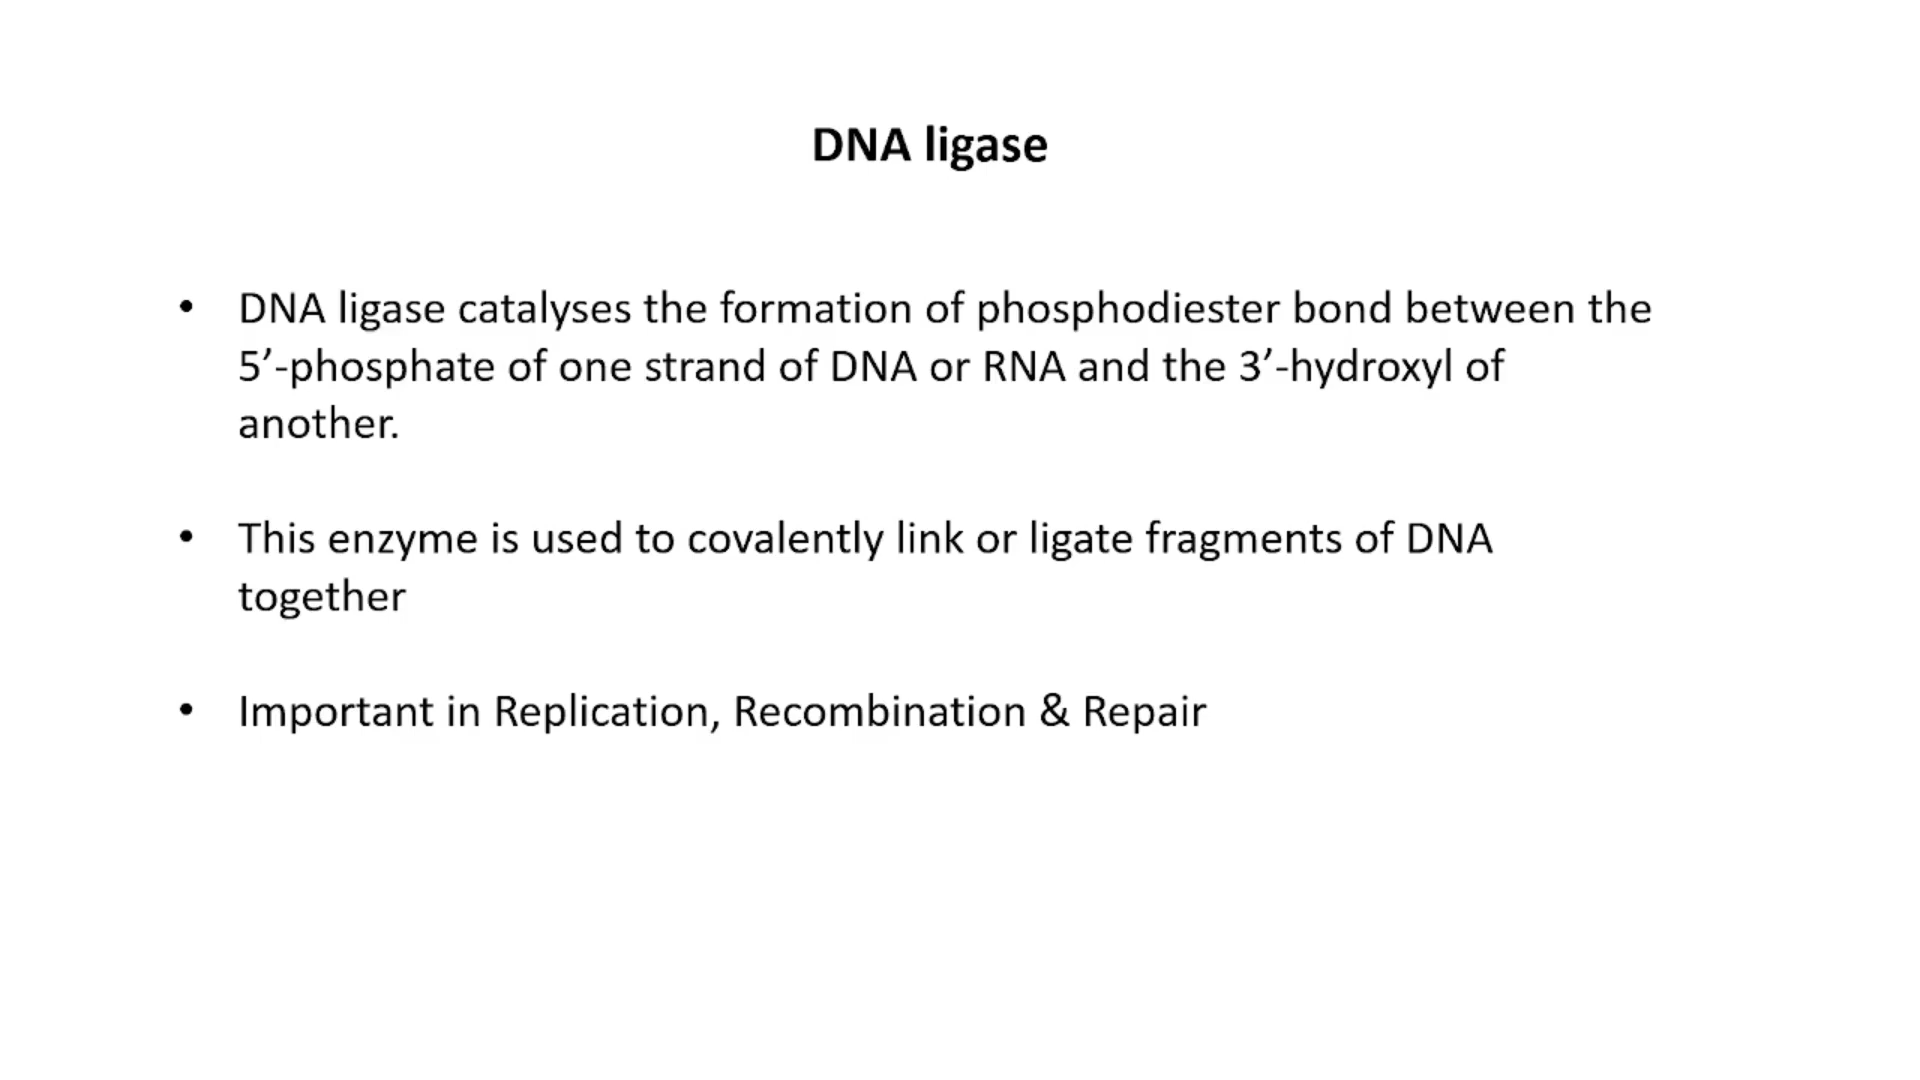 DNA ligase
• DNA ligase catalyses the formation of phosphodiester bond between the
5’-phosphate of one strand of DNA or RNA and the 3’-hydroxyl of
another.
• This enzyme is used to covalently link or ligate fragments of DNA
together
• Important in Replication, Recombination & Repair